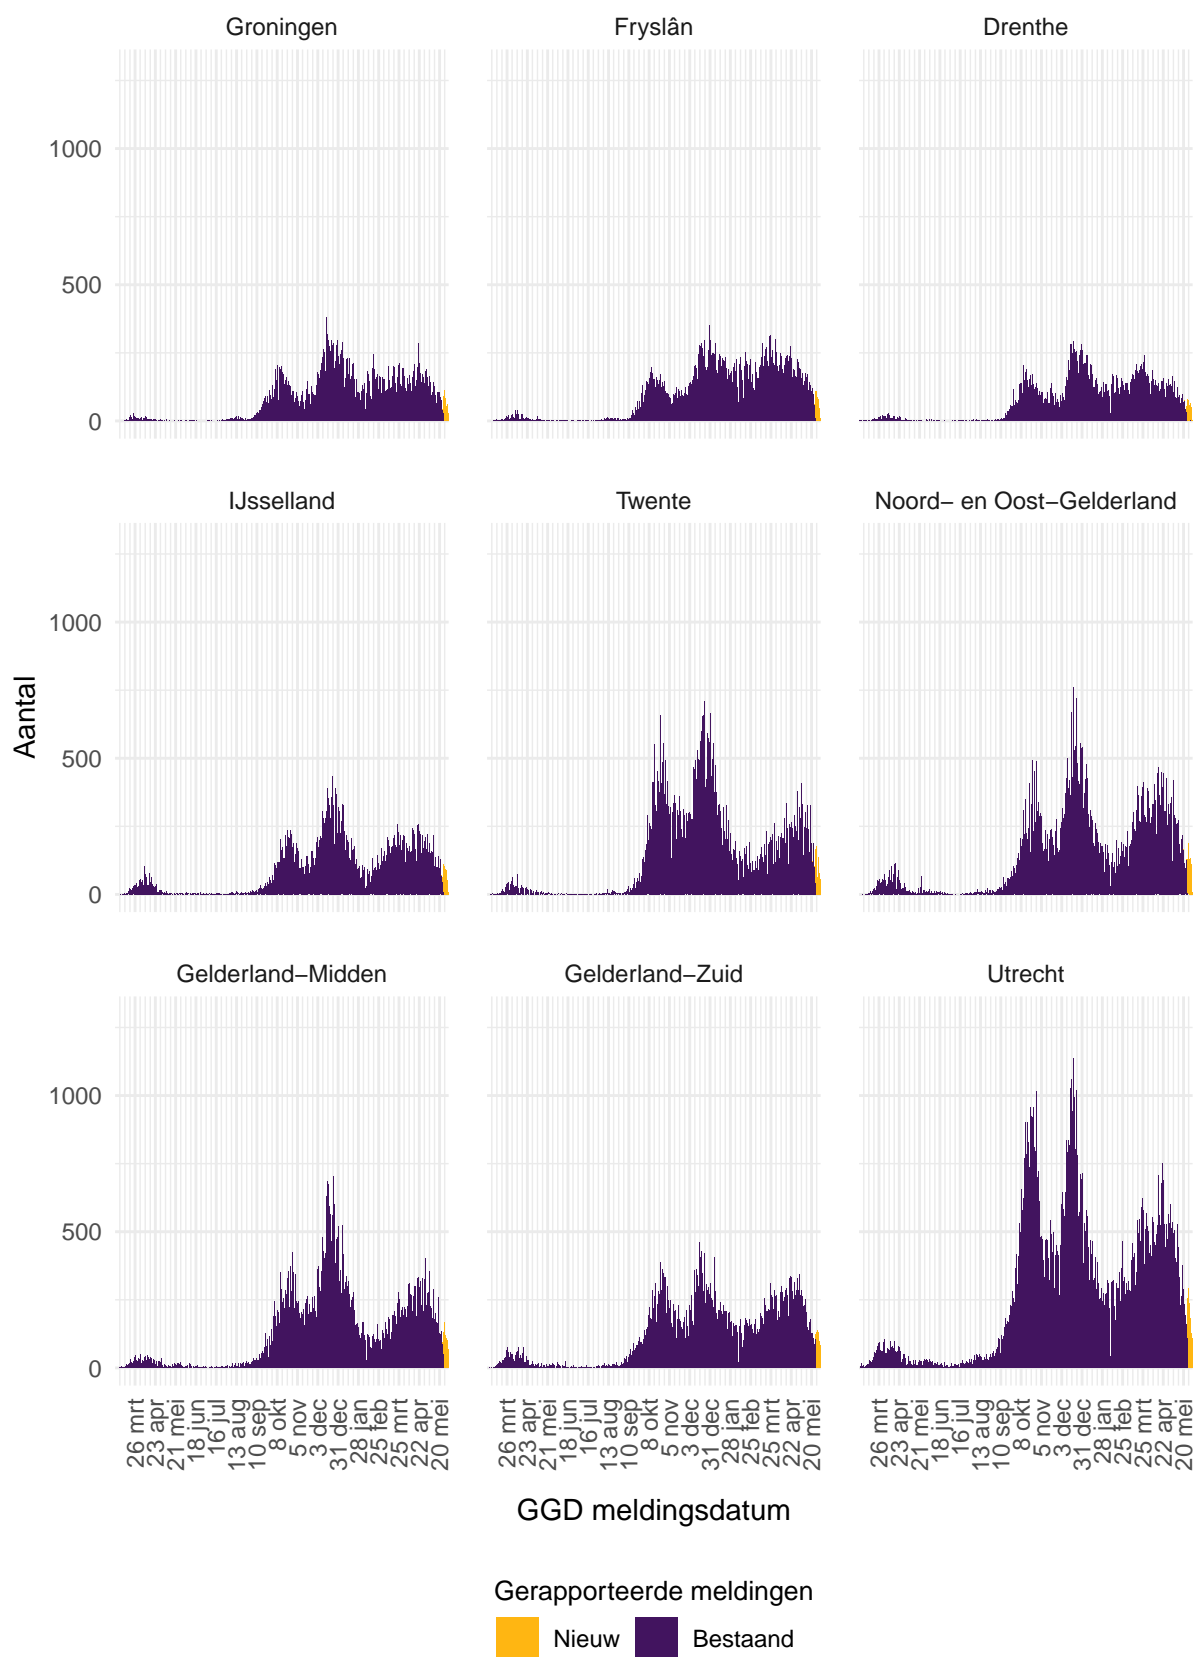 Groningen Fryslân Drenthe
1000
500
0
IJsselland Twente Noord− en Oost−Gelderland
1000
500
0
Gelderland−Midden Gelderland−Zuid Utrecht
1000
500
0
Aantal
26 mrt 23 apr 21 mei 18 jun 16 jul 13 aug 10 sep 8 okt 5 nov 3 dec 31 dec 28 jan 25 feb 25 mrt 22 apr 20 mei
26 mrt 23 apr 21 mei 18 jun 16 jul 13 aug 10 sep 8 okt 5 nov 3 dec 31 dec 28 jan 25 feb 25 mrt 22 apr 20 mei
26 mrt 23 apr 21 mei 18 jun 16 jul 13 aug 10 sep 8 okt 5 nov 3 dec 31 dec 28 jan 25 feb 25 mrt 22 apr 20 mei
GGD meldingsdatum
Gerapporteerde meldingen
Nieuw Bestaand